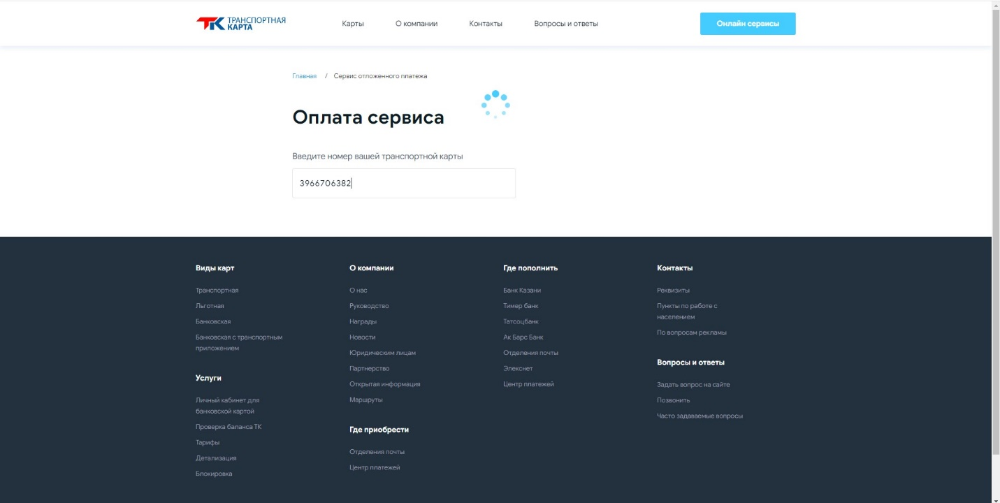 ТК ТРАНСПОРТНАЯ
КАРТА
Карты
О компании
Контакты
Вопросы и ответы
Онлайн сервисы
Главная / Сервис отложенного платежа
Оплата сервиса
Введите номер вашей транспортной карты
3966706382
Виды карт
Транспортная
Льготная
Банковская
Банковская с транспортным
приложением
Услуги
Личный кабинет для
банковской картой
Проверка баланса ТК
Тарифы
Детализация
Блокировка
О компании
О нас
Руководство
Награды
Новости
Юридическим лицам
Партнерство
Открытая информация
Маршруты
Где приобрести
Отделения почты
Центр платежей
Где пополнить
Банк Казани
Тимер банк
Татсоцбанк
Ак Барс Банк
Отделения почты
Элекснет
Центр платежей
Контакты
Реквизиты
Пункты по работе с
населением
По вопросам рекламы
Вопросы и ответы
Задать вопрос на сайте
Позвонить
Часто задаваемые вопросы